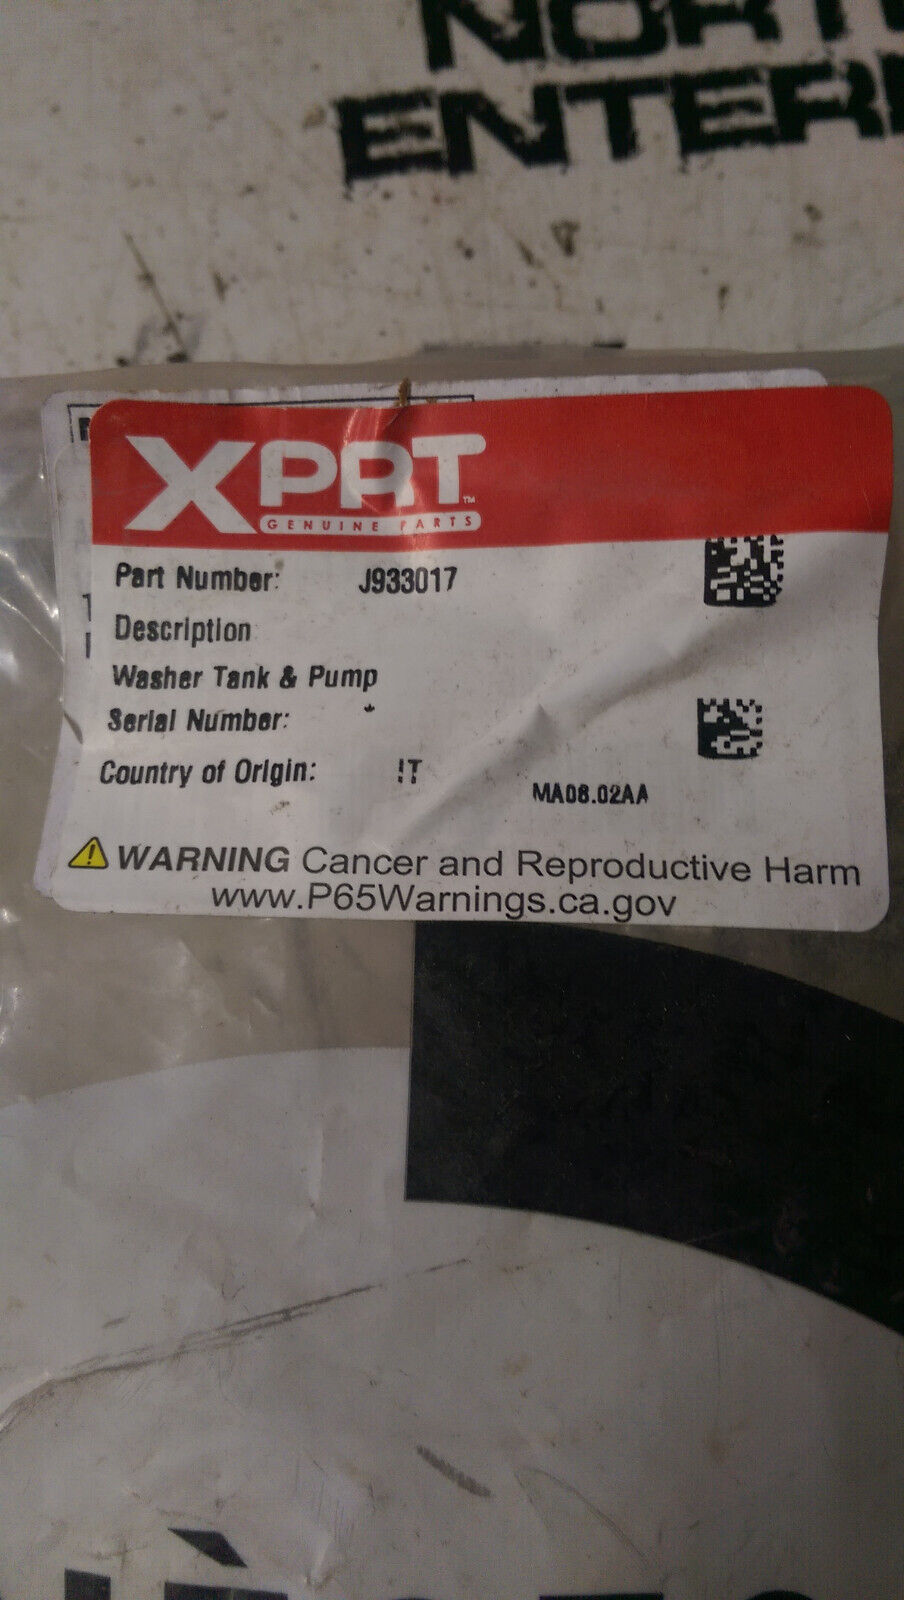 ENTER
XPRT™
GENUINE PARTS
Part Number: J933017
Description
Washer Tank & Pump
Serial Number: *
Country of Origin: IT
MA08.02AA
WARNING Cancer and Reproductive Harm
www.P65Warnings.ca.gov